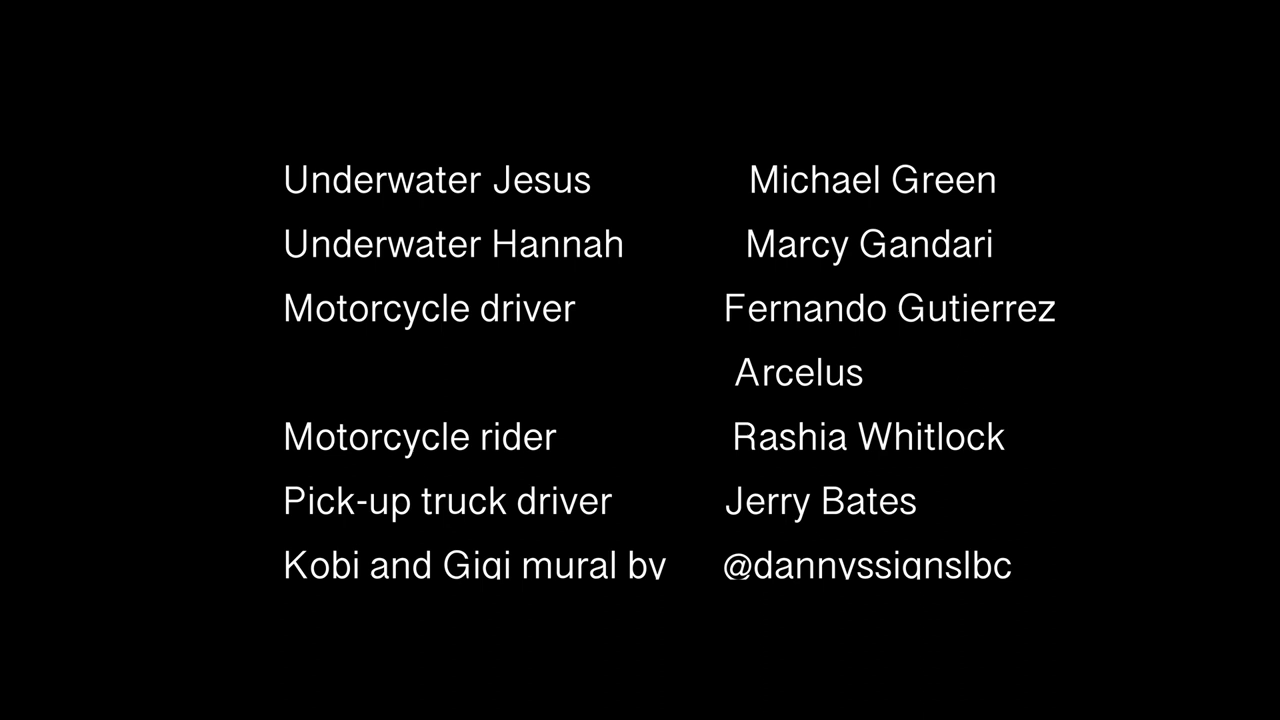 Underwater Jesus Michael Green
Underwater Hannah Marcy Gandari
Motorcycle driver Fernando Gutierrez
Arcelus
Motorcycle rider Rashia Whitlock
Pick-up truck driver Jerry Bates
Kobi and Gigi mural by @dannyssignslbc